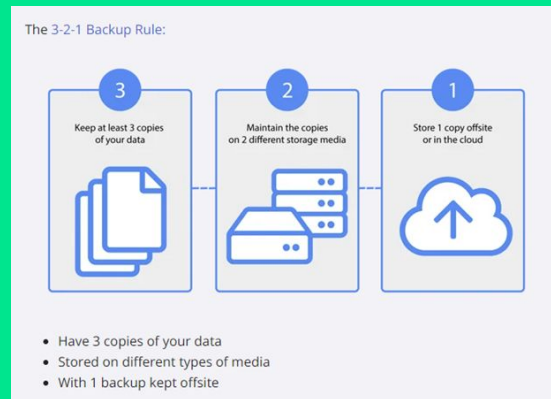 The 3-2-1 Backup Rule:
3
Keep at least 3 copies
of your data
2
Maintain the copies
on 2 different storage media
1
Store 1 copy offsite
or in the cloud
Have 3 copies of your data
Stored on different types of media
With 1 backup kept offsite